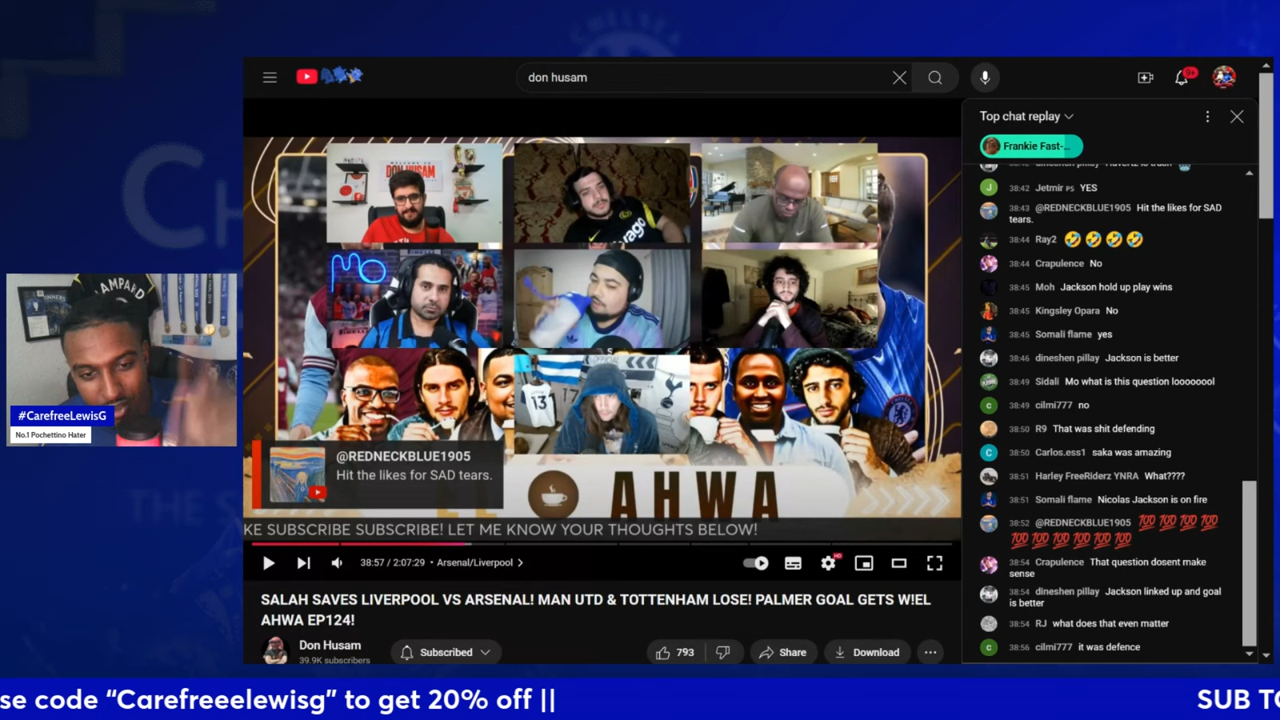 don husam
9+
Top chat replay
Frankie Fast-...
38:42 Jetmir PS YES
38:43 @REDNECKBLUE1905 Hit the likes for SAD
tears.
38:44 Ray2
38:44 Crapulence No
38:45 Moh Jackson hold up play wins
38:45 Kingsley Opara No
38:45 Somali flame yes
38:46 dineshen pillay Jackson is better
38:49 Sidali Mo what is this question loooooool
38:49 cilmi777 no
38:50 R9 That was shit defending
38:50 Carlos.ess1 saka was amazing
38:51 Harley FreeRiderz YNRA What????
38:51 Somali flame Nicolas Jackson is on fire
38:52 @REDNECKBLUE1905 💯 💯 💯 💯
💯 💯 💯 💯 💯 💯
38:54 Crapulence That question dosent make
sense
38:54 dineshen pillay Jackson linked up and goal
is better
38:54 RJ what does that even matter
38:56 cilmi777 it was defence
DON HUSAM
MO
13
LAMPARD
#CarefreeLewisG
No.1 Pochettino Hater
@REDNECKBLUE1905
Hit the likes for SAD tears.
AHWA
KE SUBSCRIBE SUBSCRIBE! LET ME KNOW YOUR THOUGHTS BELOW!
38:57 / 2:07:29 • Arsenal/Liverpool >
HD
SALAH SAVES LIVERPOOL VS ARSENAL! MAN UTD & TOTTENHAM LOSE! PALMER GOAL GETS W!EL
AHWA EP124!
Don Husam
39.9K subscribers
Subscribed
793
Share
Download
se code “Carefreeelewisg” to get 20% off ||
SUB TO